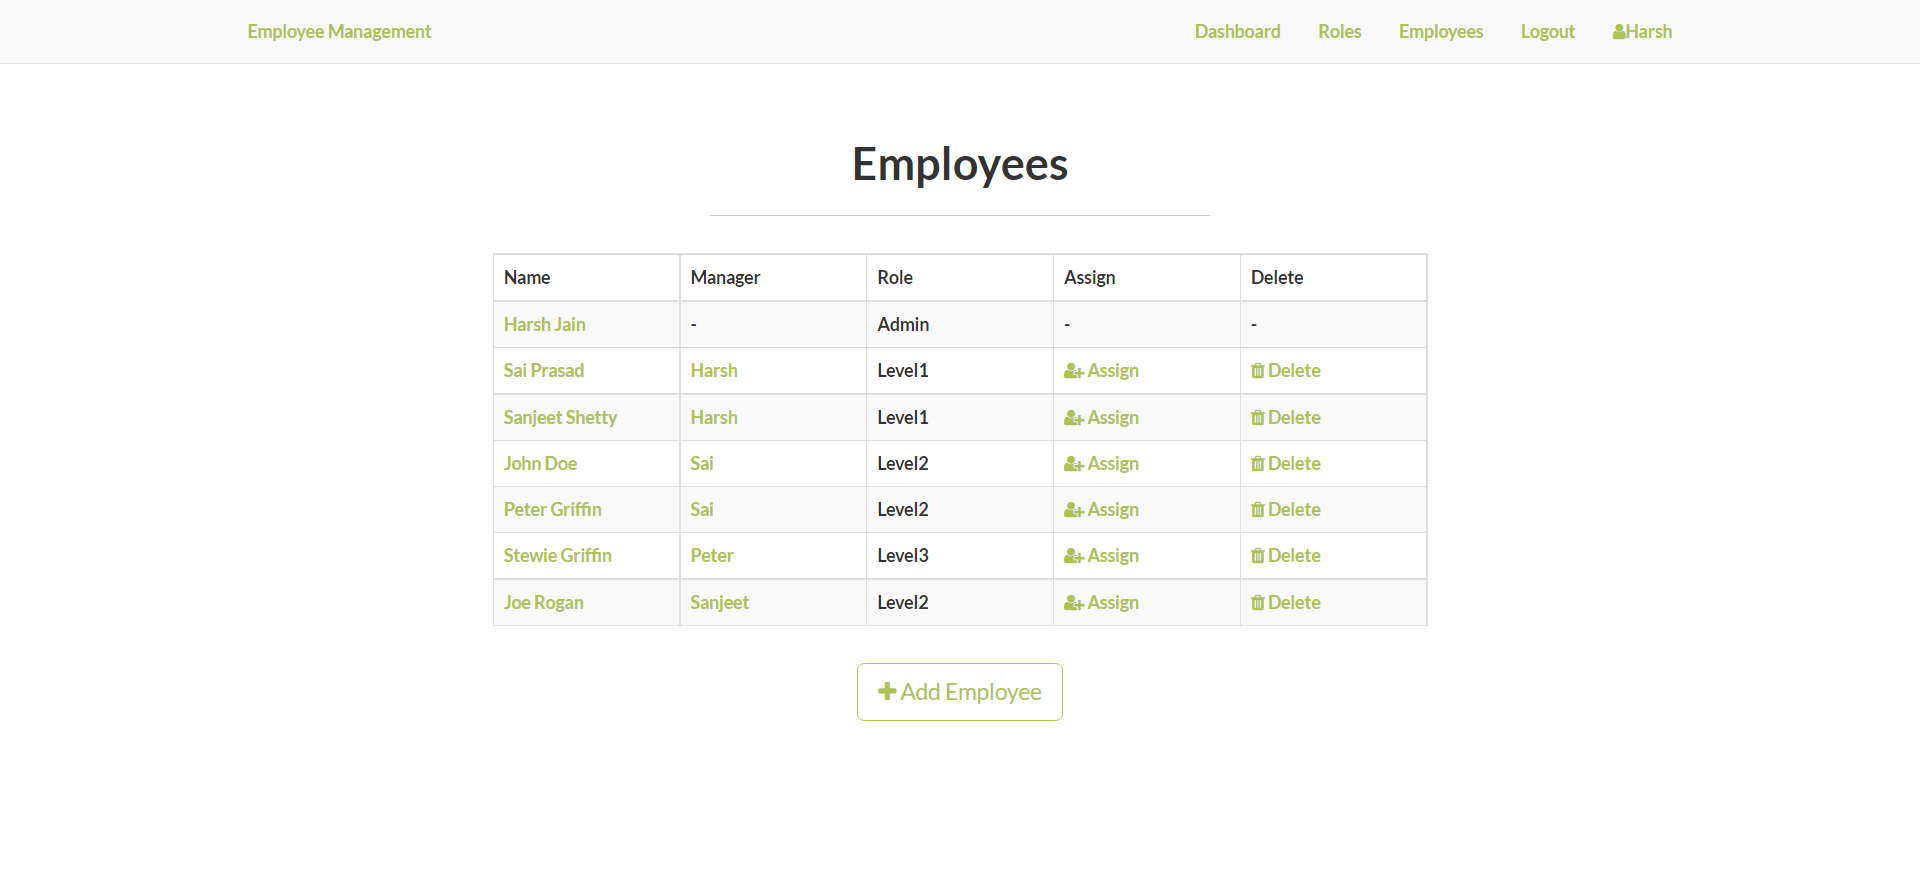 Employee Management Dashboard Roles Employees Logout Harsh
Employees
Name Manager Role Assign Delete
Harsh Jain - Admin - -
Sai Prasad Harsh Level1 Assign Delete
Sanjeet Shetty Harsh Level1 Assign Delete
John Doe Sai Level2 Assign Delete
Peter Griffin Sai Level2 Assign Delete
Stewie Griffin Peter Level3 Assign Delete
Joe Rogan Sanjeet Level2 Assign Delete
Add Employee